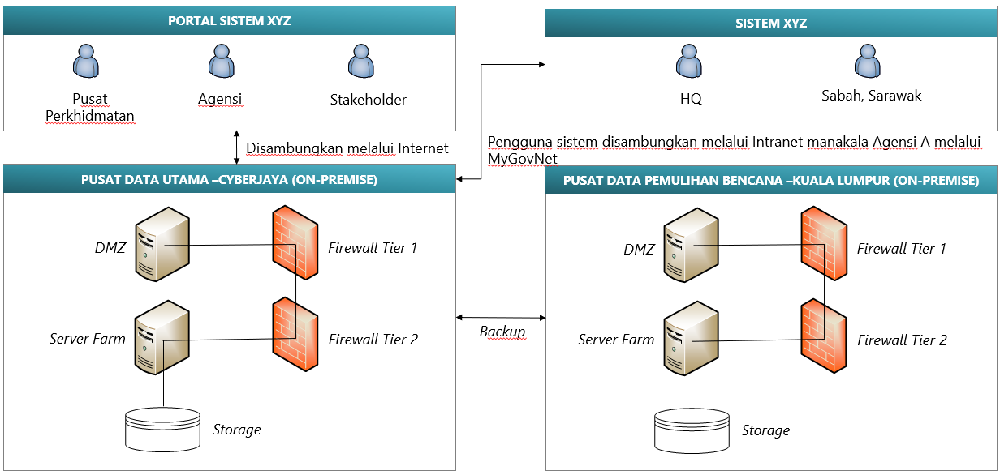 PORTAL SISTEM XYZ
Pusat
Perkhidmatan
Agensi
Stakeholder
SISTEM XYZ
HQ
Sabah, Sarawak
Disambungkan melalui Internet
Pengguna sistem disambungkan melalui Intranet manakala Agensi A melalui
MyGovNet
PUSAT DATA UTAMA –CYBERJAYA (ON-PREMISE)
DMZ
Firewall Tier 1
Server Farm
Firewall Tier 2
Storage
Backup
PUSAT DATA PEMULIHAN BENCANA –KUALA LUMPUR (ON-PREMISE)
DMZ
Firewall Tier 1
Server Farm
Firewall Tier 2
Storage